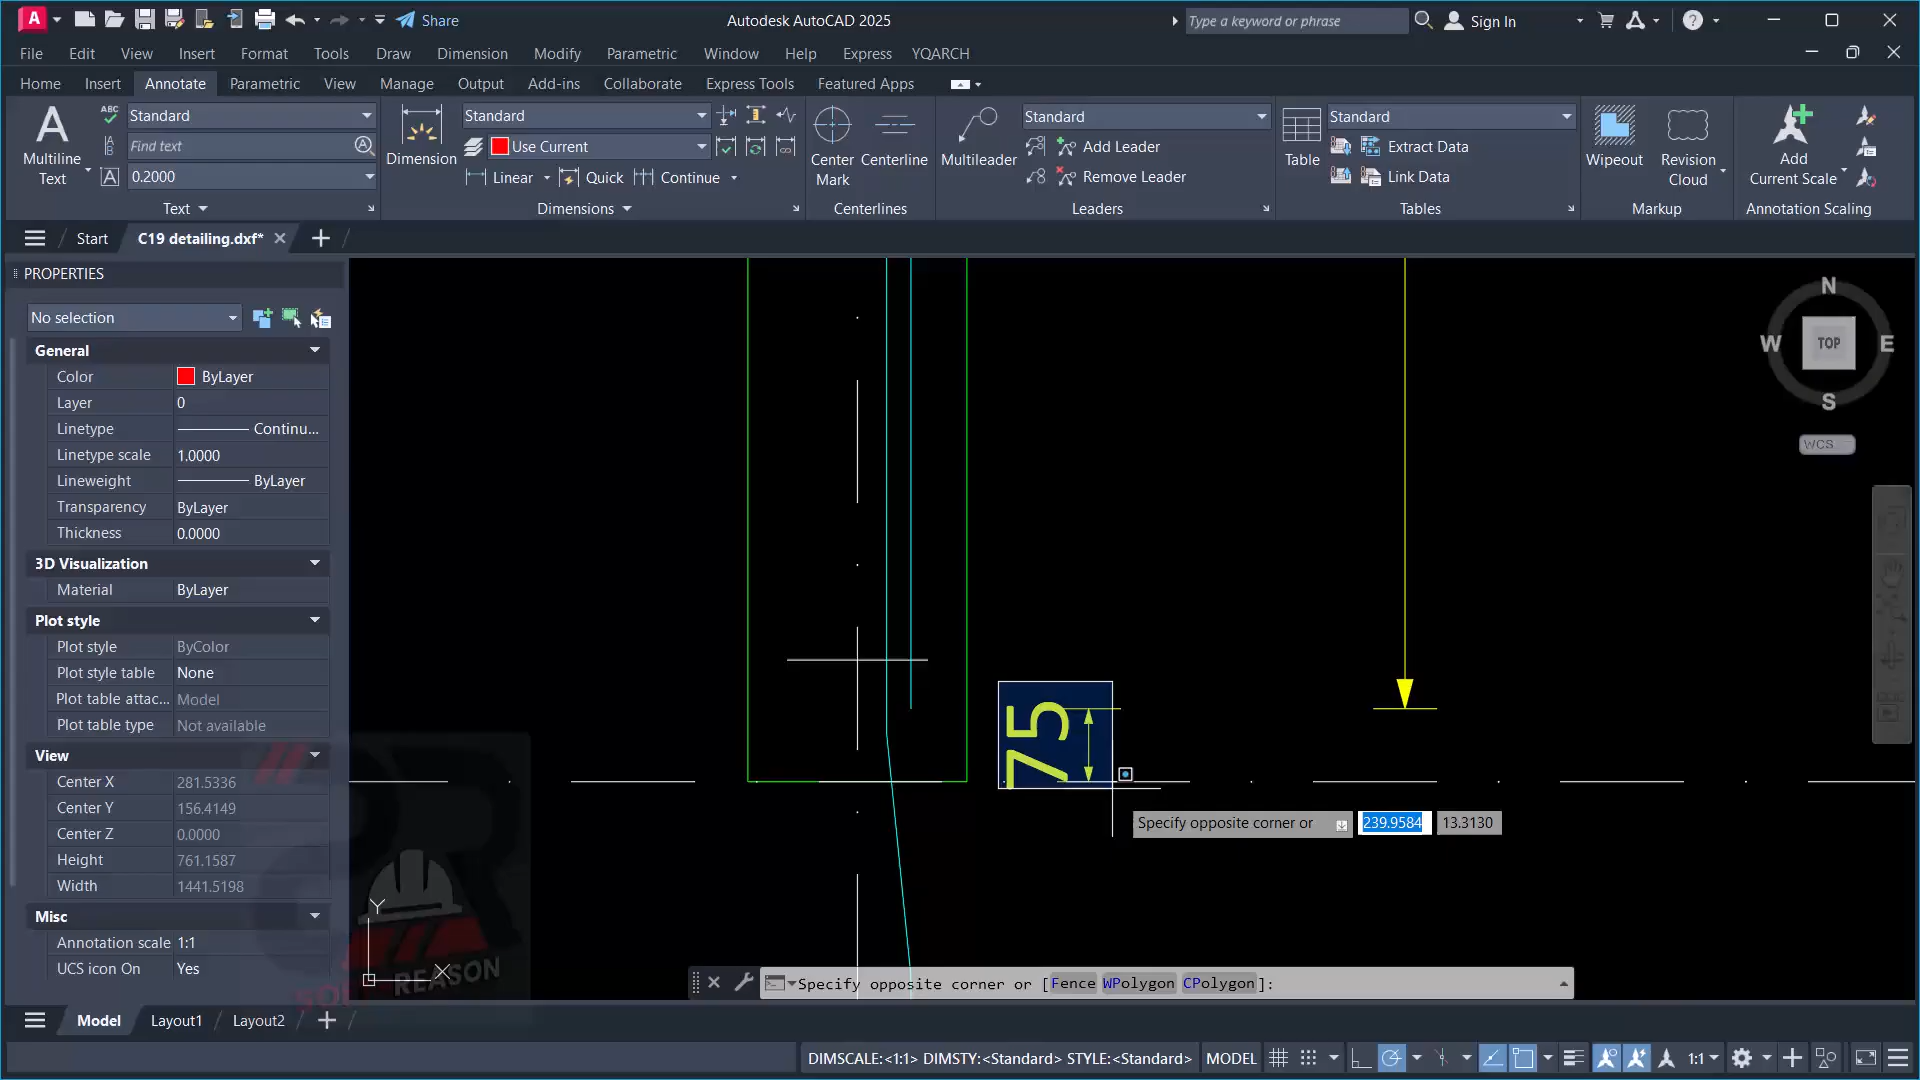 A
Share
Autodesk AutoCAD 2025
Type a keyword or phrase
Sign In
File Edit View Insert Format Tools Draw Dimension Modify Parametric Window Help Express YQARCH
Home Insert Annotate Parametric View Manage Output Add-ins Collaborate Express Tools Featured Apps
Multiline Text
ABC
Standard
Find text
0.2000
Text
Dimension
Standard
Use Current
Linear Quick Continue
Dimensions
Center Mark
Centerline
Centerlines
Multileader
Standard
Add Leader
Remove Leader
Leaders
Table
Standard
Extract Data
Link Data
Tables
Wipeout
Revision Cloud
Markup
Add Current Scale
Annotation Scaling
Start
C19 detailing.dxf*
PROPERTIES
No selection
General
Color ByLayer
Layer 0
Linetype Continu...
Linetype scale 1.0000
Lineweight ByLayer
Transparency ByLayer
Thickness 0.0000
3D Visualization
Material ByLayer
Plot style
Plot style ByColor
Plot style table None
Plot table attac... Model
Plot table type Not available
View
Center X 281.5336
Center Y 156.4149
Center Z 0.0000
Height 761.1587
Width 1441.5198
Misc
Annotation scale 1:1
UCS icon On Yes
N
W TOP E
S
WCS
75
Specify opposite corner or 239.9584 13.3130
Y
X
REASON
Specify opposite corner or [Fence WPolygon CPolygon]:
Model Layout1 Layout2
DIMSCALE:<1:1> DIMSTY:<Standard> STYLE:<Standard> MODEL 1:1